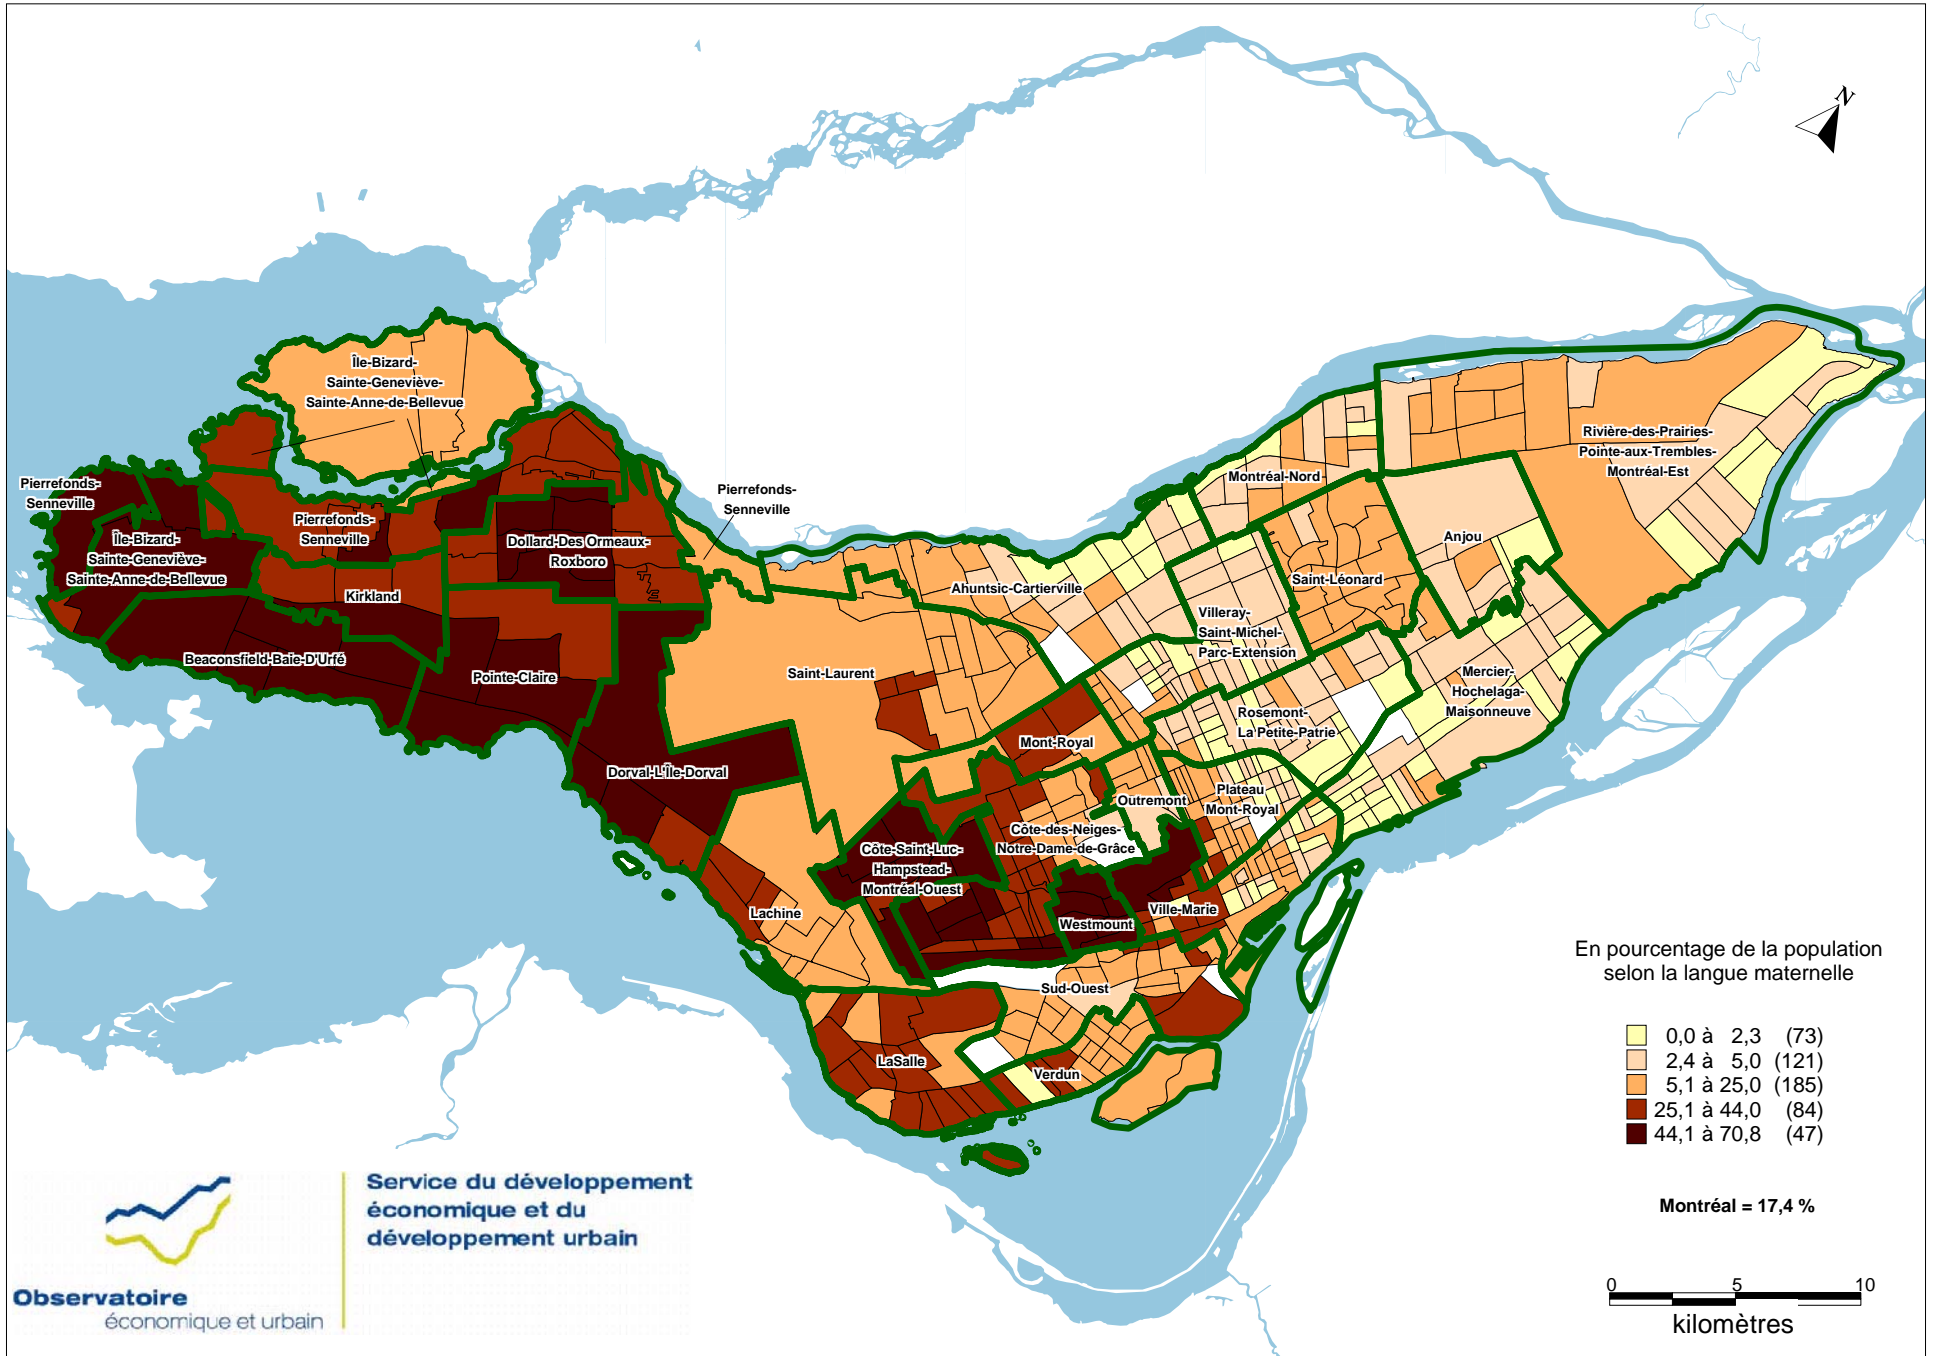 N
Île-Bizard-
Sainte-Geneviève-
Sainte-Anne-de-Bellevue
Rivière-des-Prairies-
Pointe-aux-Trembles-
Montréal-Est
Montréal-Nord
Pierrefonds-
Senneville
Pierrefonds-
Senneville
Pierrefonds-
Senneville
Île-Bizard-
Sainte-Geneviève-
Sainte-Anne-de-Bellevue
Dollard-Des Ormeaux-
Roxboro
Anjou
Saint-Léonard
Ahuntsic-Cartierville
Kirkland
Villeray-
Saint-Michel-
Parc-Extension
Beaconsfield-Baie-D'Urfé
Pointe-Claire
Saint-Laurent
Mercier-
Hochelaga-
Maisonneuve
Rosemont-
La Petite-Patrie
Mont-Royal
Dorval-L'Île-Dorval
Outremont
Plateau
Mont-Royal
Côte-des-Neiges-
Notre-Dame-de-Grâce
Côte-Saint-Luc-
Hampstead-
Montréal-Ouest
Lachine
Ville-Marie
Westmount
Sud-Ouest
LaSalle
Verdun
En pourcentage de la population
selon la langue maternelle
0,0 à 2,3 (73)
2,4 à 5,0 (121)
5,1 à 25,0 (185)
25,1 à 44,0 (84)
44,1 à 70,8 (47)
Montréal = 17,4 %
0 5 10
kilomètres
Service du développement
économique et du
développement urbain
Observatoire
économique et urbain